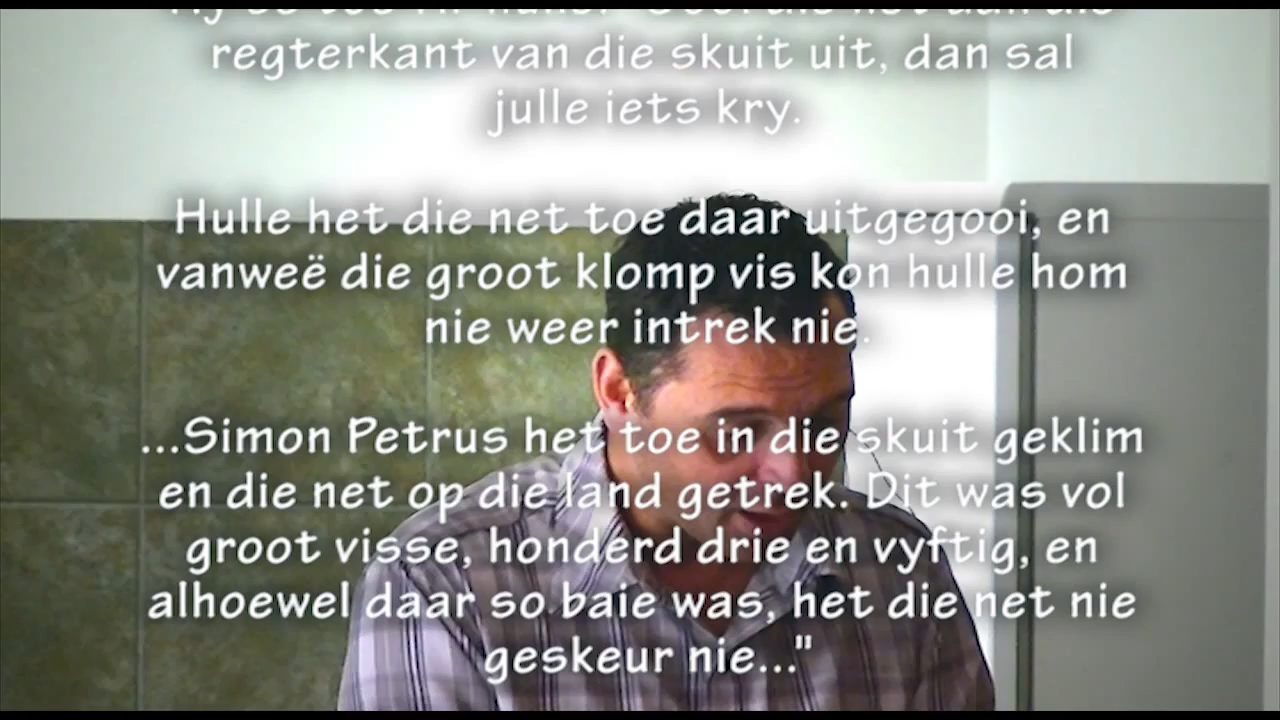 regterkant van die skuit uit, dan sal
julle iets kry.
Hulle het die net toe daar uitgegooi, en
vanweë die groot klomp vis kon hulle hom
nie weer intrek nie.
...Simon Petrus het toe in die skuit geklim
en die net op die land getrek. Dit was vol
groot visse, honderd drie en vyftig, en
alhoewel daar so baie was, het die net nie
geskeur nie..."